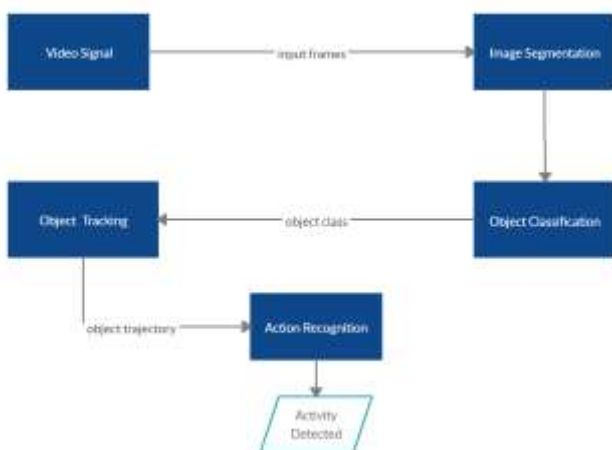 Video Signal
input frames
Image Segmentation
Object Tracking
object class
Object Classification
object trajectory
Action Recognition
Activity
Detected